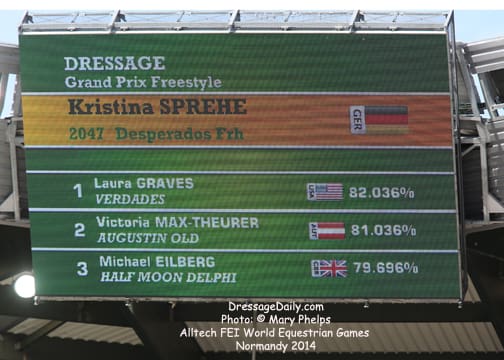 DRESSAGE
Grand Prix Freestyle
Kristina SPREHE
GER
2047 Desperados Frh
1 Laura GRAVES USA 82.036%
VERDADES
2 Victoria MAX-THEURER AUT 81.036%
AUGUSTIN OLD
3 Michael EILBERG GB 79.696%
HALF MOON DELPHI
DressageDaily.com
Photo: © Mary Phelps
Alltech FEI World Equestrian Games
Normandy 2014